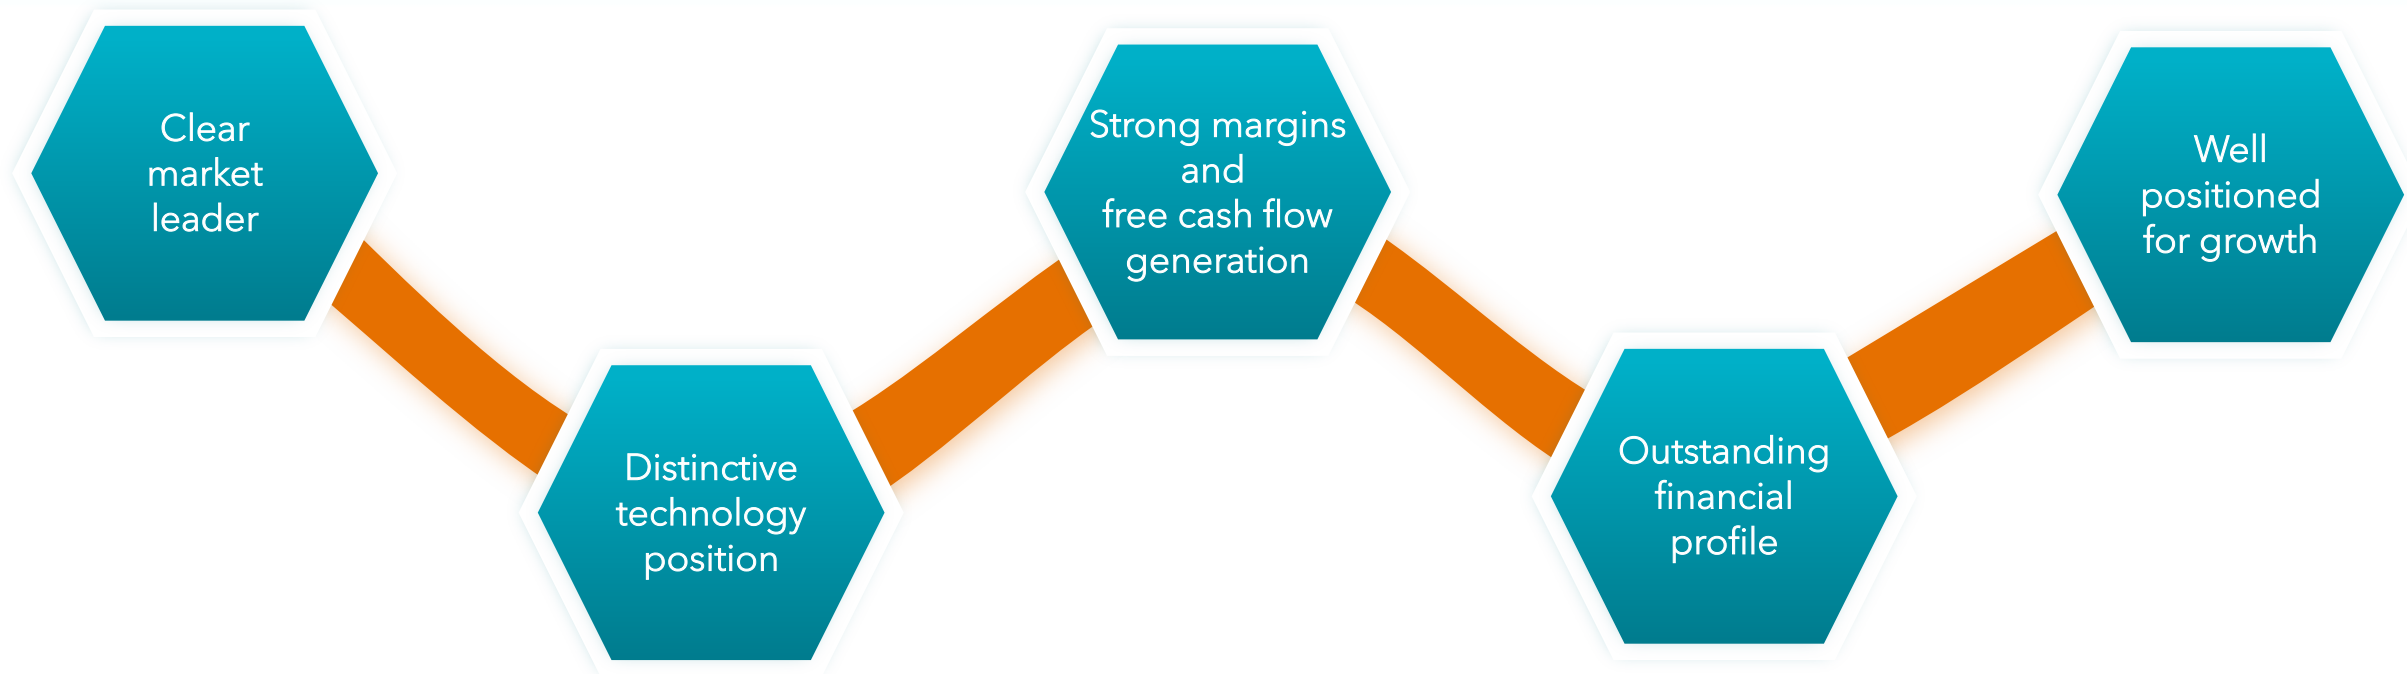 Clear
market
leader
Distinctive
technology
position
Strong margins
and
free cash flow
generation
Outstanding
financial
profile
Well
positioned
for growth